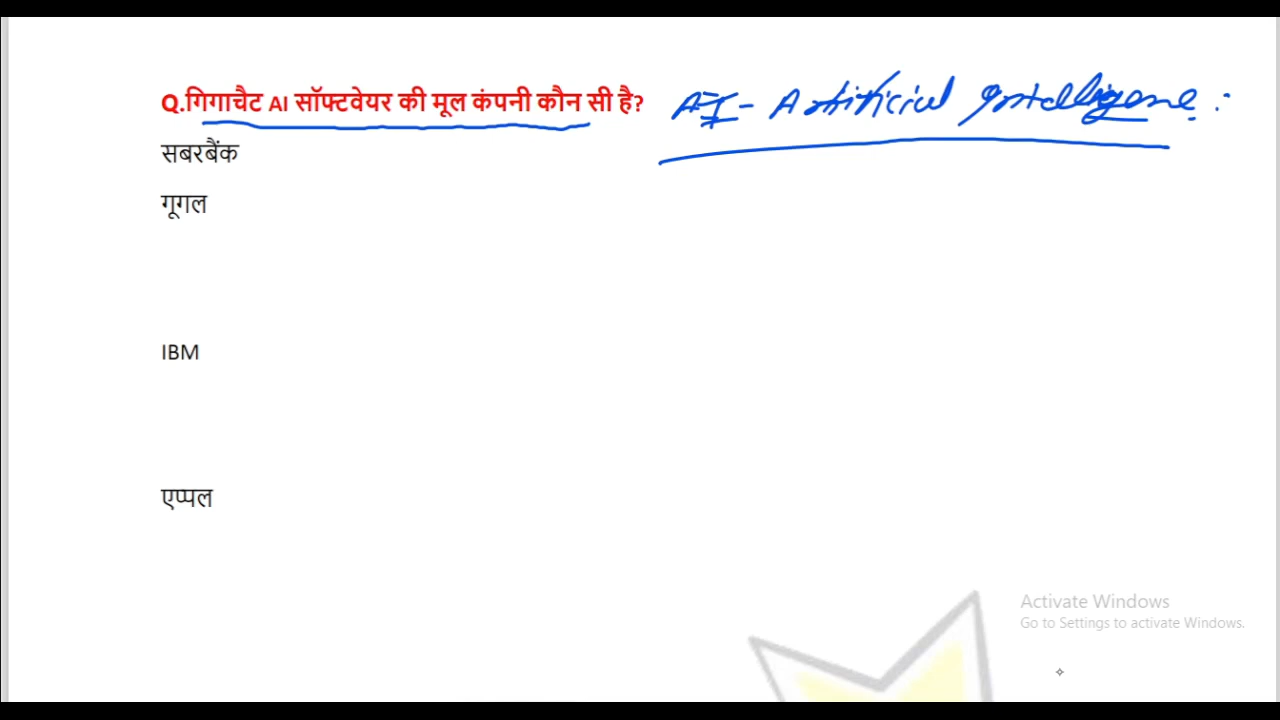 Q.गिगाचैट AI सॉफ्टवेयर की मूल कंपनी कौन सी है? AI - Artificial Intelligence :
सबरबैंक
गूगल
IBM
एप्पल
Activate Windows
Go to Settings to activate Windows.